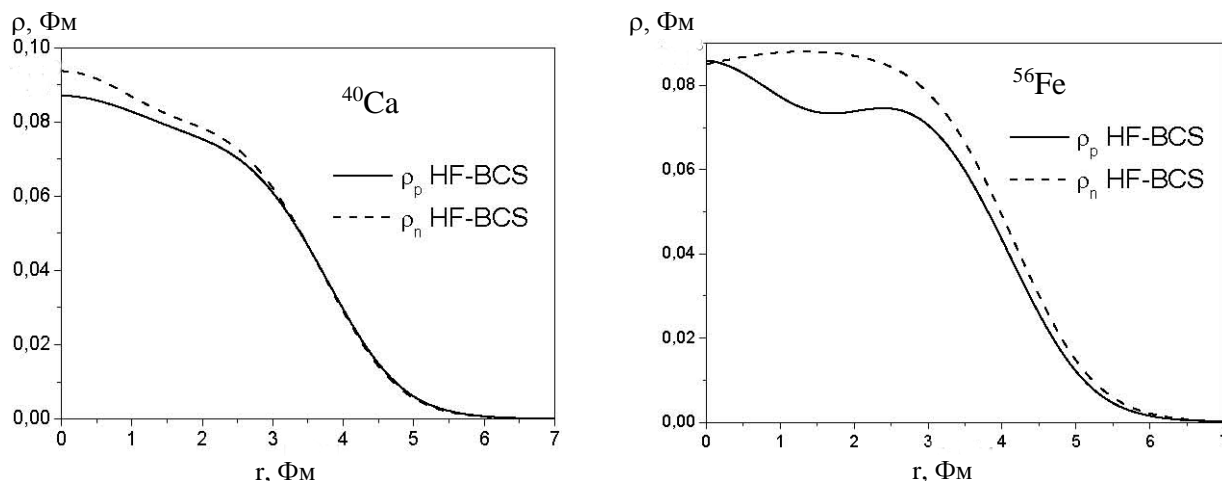 ρ, Фм
0,10
0,08
0,06
0,04
0,02
0,00
⁴⁰Ca
ρₚ HF-BCS
ρₙ HF-BCS
0 1 2 3 4 5 6 7
r, Фм
ρ, Фм
0,08
0,06
0,04
0,02
0,00
⁵⁶Fe
ρₚ HF-BCS
ρₙ HF-BCS
0 1 2 3 4 5 6 7
r, Фм